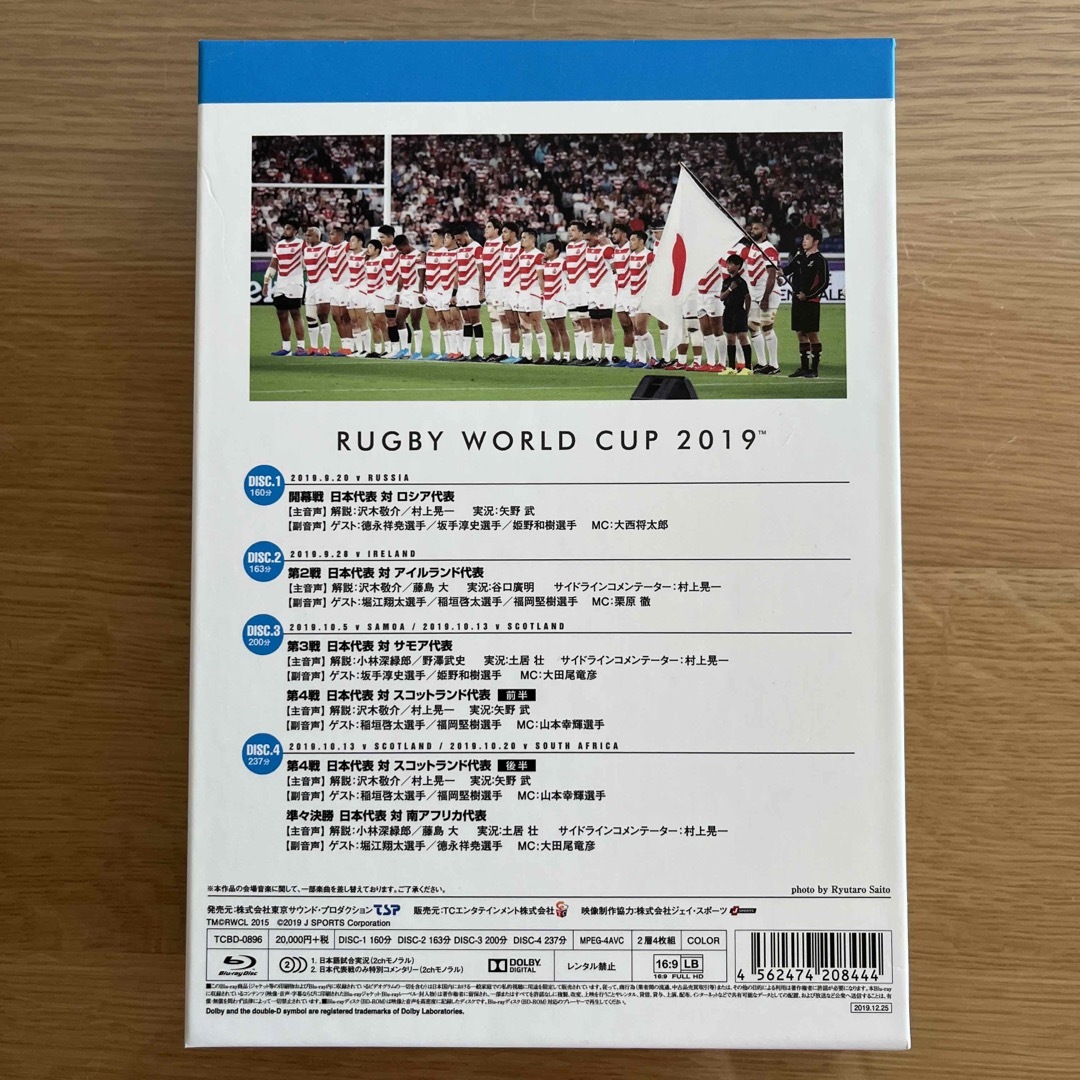 RUGBY WORLD CUP 2019™
DISC.1 2019.9.20 v RUSSIA
160分
開幕戦 日本代表 対 ロシア代表
【主音声】 解説:沢木敬介/村上晃一 実況:矢野 武
【副音声】 ゲスト:徳永祥尭選手/坂手淳史選手/姫野和樹選手 MC:大西将太郎
DISC.2 2019.9.28 v IRELAND
163分
第2戦 日本代表 対 アイルランド代表
【主音声】 解説:沢木敬介/藤島 大 実況:谷口廣明 サイドラインコメンテーター:村上晃一
【副音声】 ゲスト:堀江翔太選手/稲垣啓太選手/福岡堅樹選手 MC:栗原 徹
DISC.3 2019.10.5 v SAMOA / 2019.10.13 v SCOTLAND
200分
第3戦 日本代表 対 サモア代表
【主音声】 解説:小林深緑郎/野澤武史 実況:土居 壮 サイドラインコメンテーター:村上晃一
【副音声】 ゲスト:坂手淳史選手/姫野和樹選手 MC:大田尾竜彦
第4戦 日本代表 対 スコットランド代表 前半
【主音声】 解説:沢木敬介/村上晃一 実況:矢野 武
【副音声】 ゲスト:稲垣啓太選手/福岡堅樹選手 MC:山本幸輝選手
DISC.4 2019.10.13 v SCOTLAND / 2019.10.20 v SOUTH AFRICA
237分
第4戦 日本代表 対 スコットランド代表 後半
【主音声】 解説:沢木敬介/村上晃一 実況:矢野 武
【副音声】 ゲスト:稲垣啓太選手/福岡堅樹選手 MC:山本幸輝選手
準々決勝 日本代表 対 南アフリカ代表
【主音声】 解説:小林深緑郎/藤島 大 実況:土居 壮 サイドラインコメンテーター:村上晃一
【副音声】 ゲスト:堀江翔太選手/徳永祥尭選手 MC:大田尾竜彦
※本作品の会場音楽に関して、一部楽曲を差し替えております。ご了承ください。 photo by Ryutaro Saito
発売元:株式会社東京サウンド・プロダクション TSP 販売元:TCエンタテインメント株式会社 映像制作協力:株式会社ジェイ・スポーツ J SPORTS
TM©RWCL 2015 ©2019 J SPORTS Corporation
TCBD-0896 20,000円+税 DISC-1 160分 DISC-2 163分 DISC-3 200分 DISC-4 237分 MPEG-4AVC 2層4枚組 COLOR
Blu-ray Disc 2 1. 日本語試合実況(2chモノラル) DOLBY DIGITAL レンタル禁止 16:9 LB
2. 日本代表戦のみ特別コメンタリー(2chモノラル) 16:9 FULL HD
4 562474 208444
Dolby and the double-D symbol are registered trademarks of Dolby Laboratories.
2019.12.25